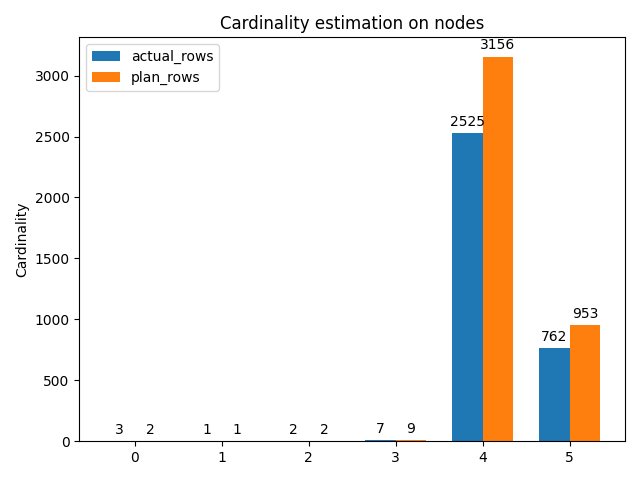 Cardinality estimation on nodes
actual_rows
plan_rows
Cardinality
3000
2500
2000
1500
1000
500
0
3 2 1 1 2 2 7 9 2525 3156 762 953
0 1 2 3 4 5